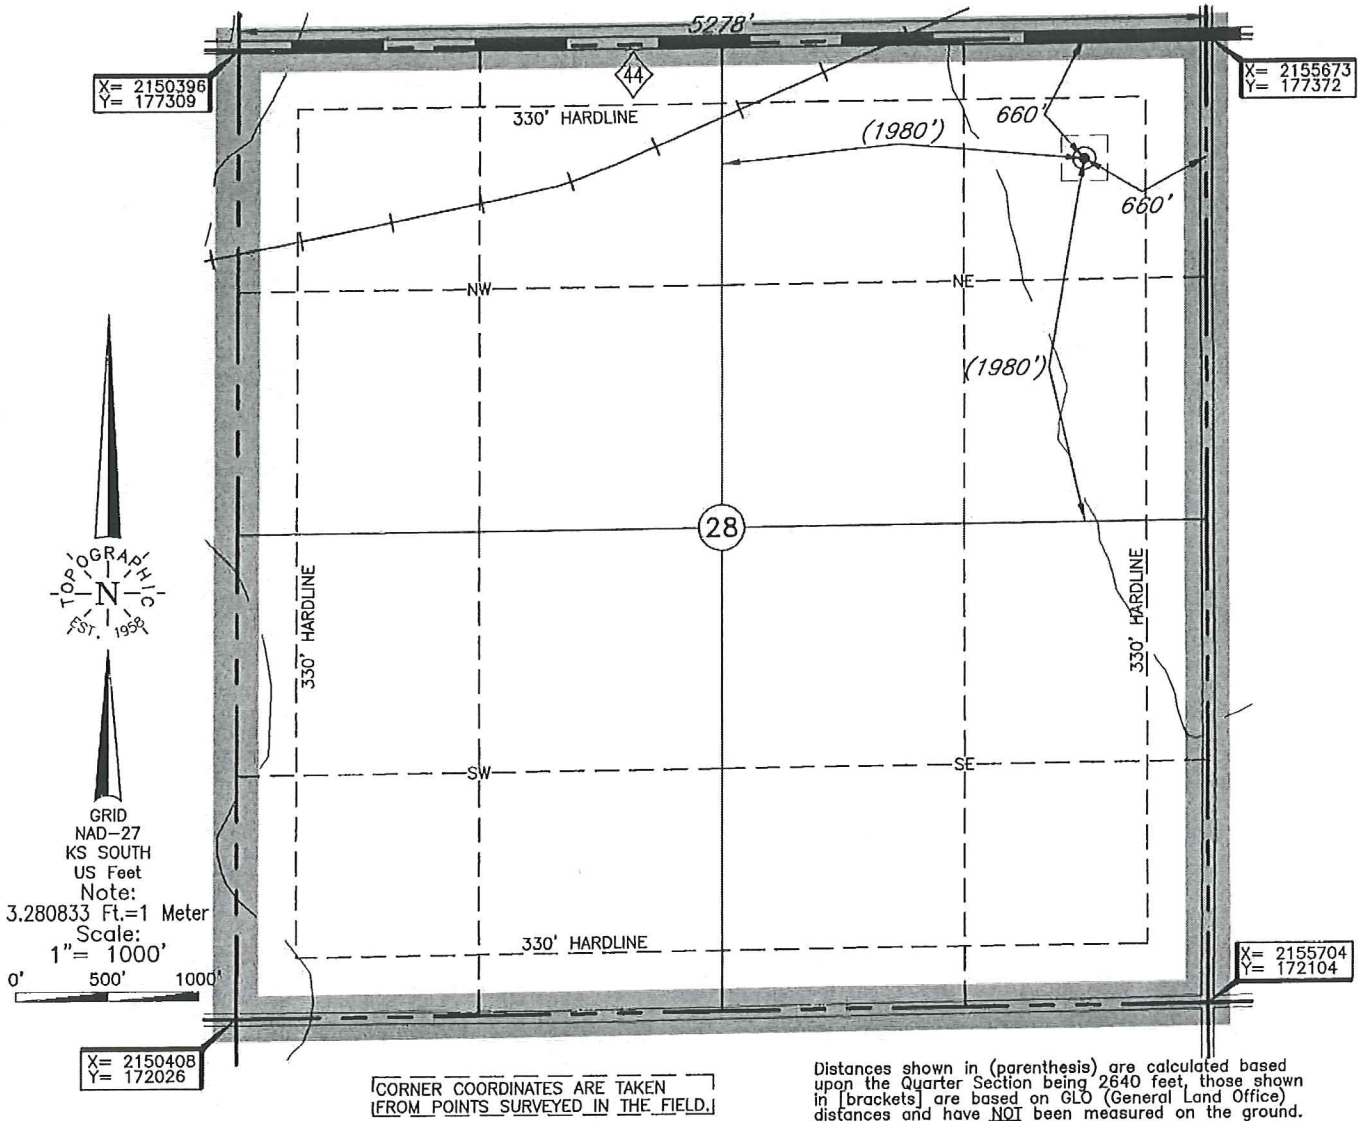 5278'
X= 2150396
Y= 177309
44
X= 2155673
Y= 177372
330' HARDLINE
660'
(1980')
660'
NW
NE
(1980')
28
330' HARDLINE
330' HARDLINE
TOPOGRAPHIC
N
EST. 1958
SW
SE
GRID
NAD-27
KS SOUTH
US Feet
Note:
3.280833 Ft.=1 Meter
Scale:
1"= 1000'
0' 500' 1000'
330' HARDLINE
X= 2155704
Y= 172104
X= 2150408
Y= 172026
CORNER COORDINATES ARE TAKEN
FROM POINTS SURVEYED IN THE FIELD.
Distances shown in (parenthesis) are calculated based
upon the Quarter Section being 2640 feet, those shown
in [brackets] are based on GLO (General Land Office)
distances and have NOT been measured on the ground.